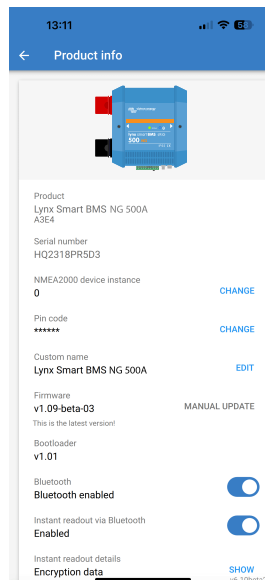 13:11
Product info
500
Product
Lynx Smart BMS NG 500A
A3E4
Serial number
HQ2318PR5D3
NMEA2000 device instance
0
CHANGE
Pin code
******
CHANGE
Custom name
Lynx Smart BMS NG 500A
EDIT
Firmware
v1.09-beta-03
MANUAL UPDATE
This is the latest version!
Bootloader
v1.01
Bluetooth
Bluetooth enabled
Instant readout via Bluetooth
Enabled
Instant readout details
Encryption data
SHOW